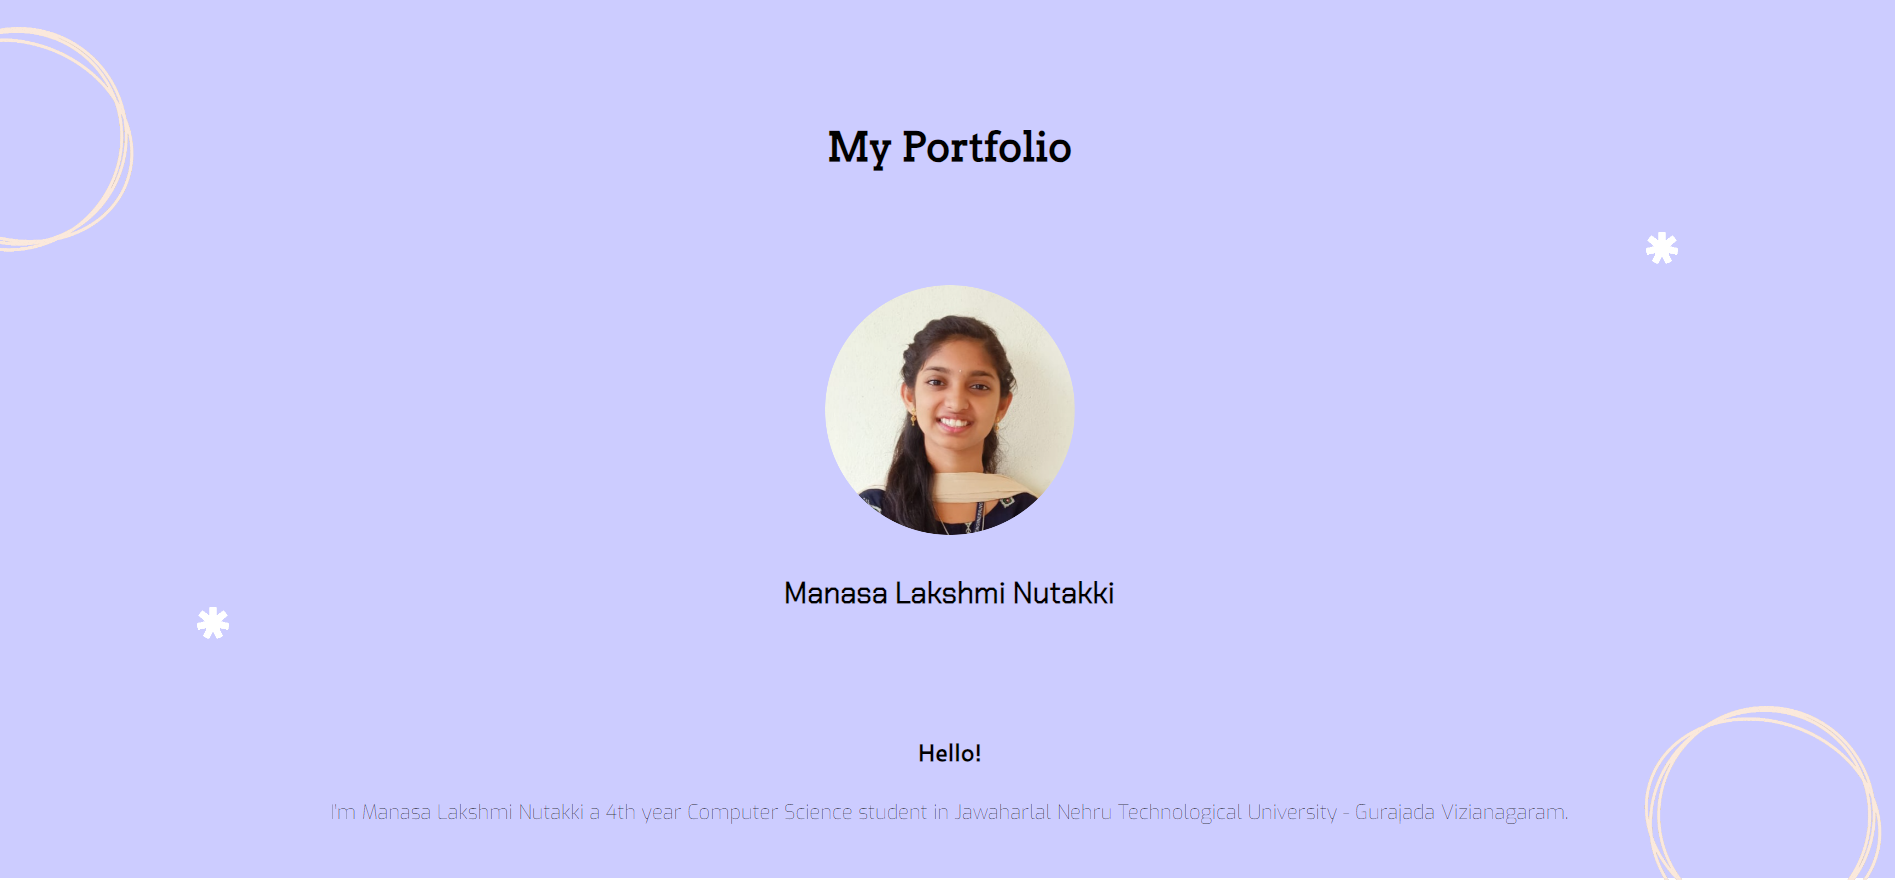 My Portfolio
Manasa Lakshmi Nutakki
Hello!
I'm Manasa Lakshmi Nutakki a 4th year Computer Science student in Jawaharlal Nehru Technological University - Gurajada Vizianagaram.